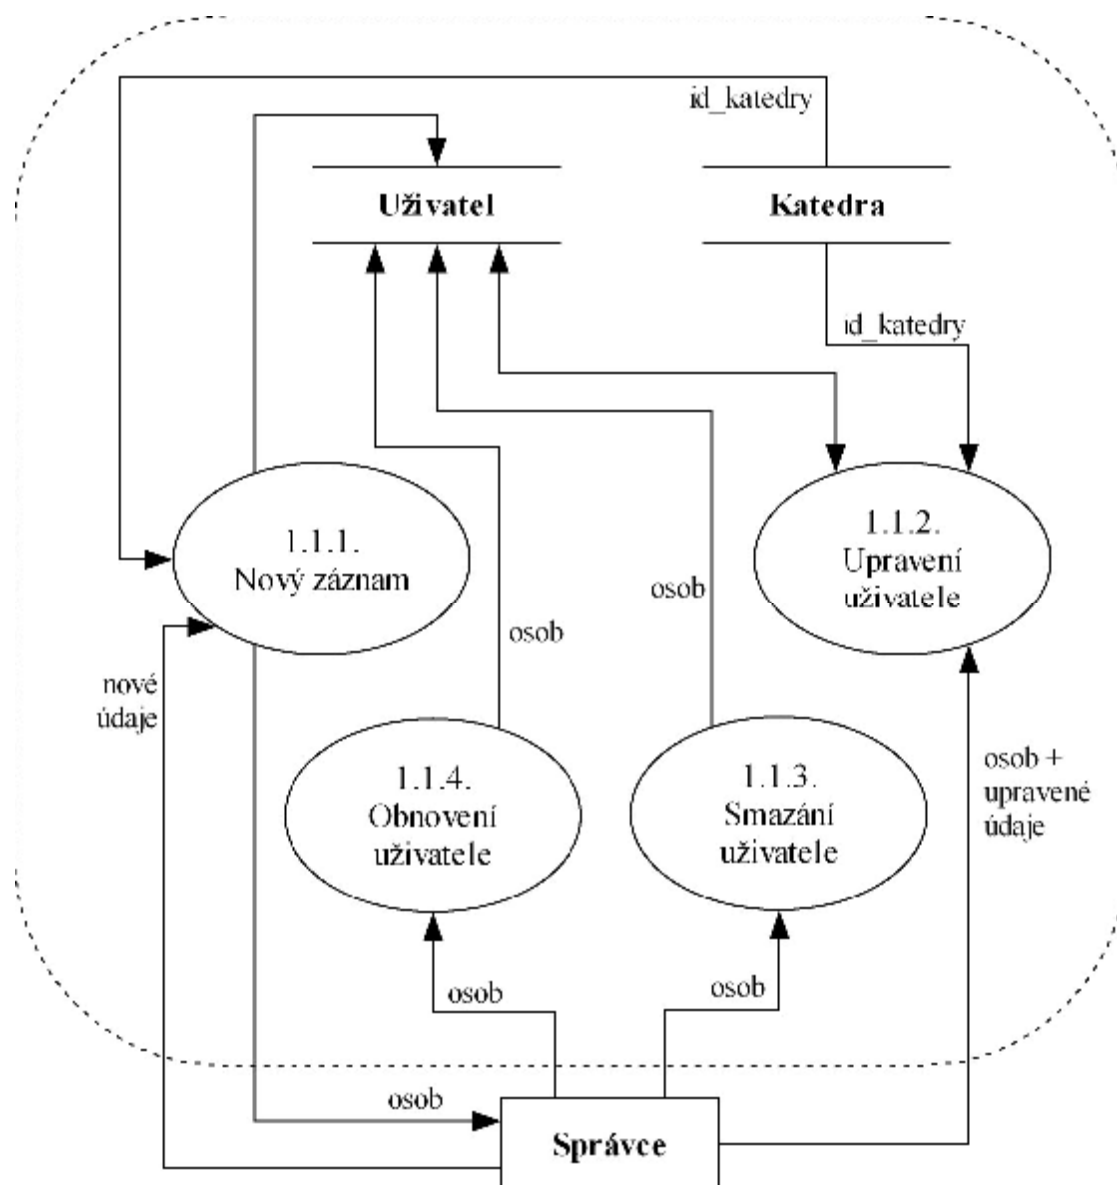 id_katedry
Uživatel
Katedra
id_katedry
1.1.1.
Nový záznam
1.1.2.
Upravení
uživatele
osob
osob
nové
údaje
1.1.4.
Obnovení
uživatele
1.1.3.
Smazání
uživatele
osob +
upravené
údaje
osob
osob
osob
Správce